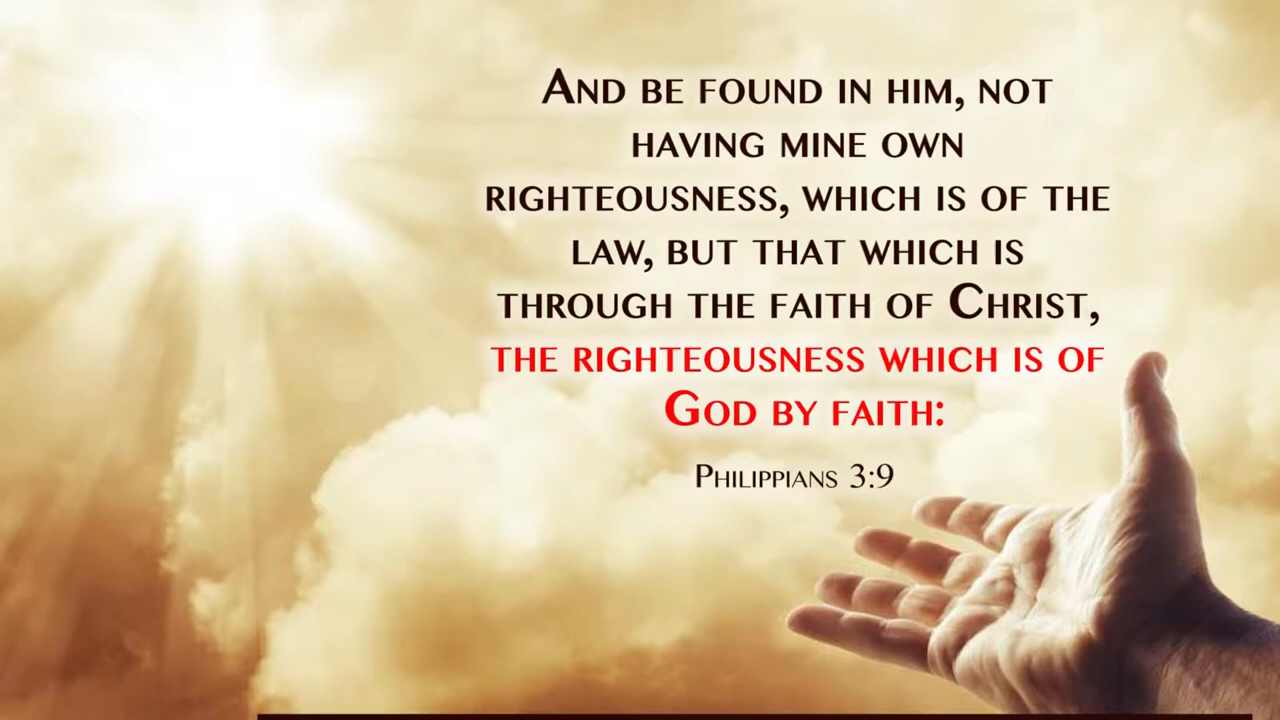 And be found in him, not
having mine own
righteousness, which is of the
law, but that which is
through the faith of Christ,
the righteousness which is of
God by faith:
Philippians 3:9